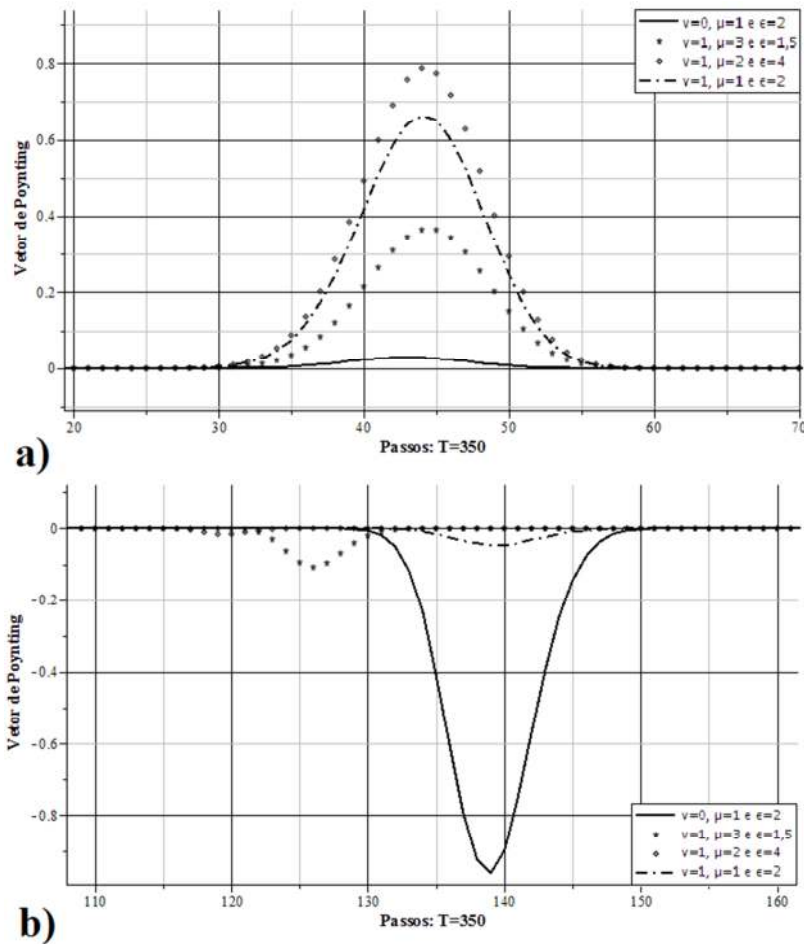 v=0, μ=1 e ϵ=2
v=1, μ=3 e ϵ=1,5
v=1, μ=2 e ϵ=4
v=1, μ=1 e ϵ=2
0.8
0.6
0.4
0.2
0
Vetor de Poynting
20 30 40 50 60 70
Passos: T=350
a)
0
-0.2
-0.4
-0.6
-0.8
Vetor de Poynting
v=0, μ=1 e ϵ=2
v=1, μ=3 e ϵ=1,5
v=1, μ=2 e ϵ=4
v=1, μ=1 e ϵ=2
110 120 130 140 150 160
Passos: T=350
b)